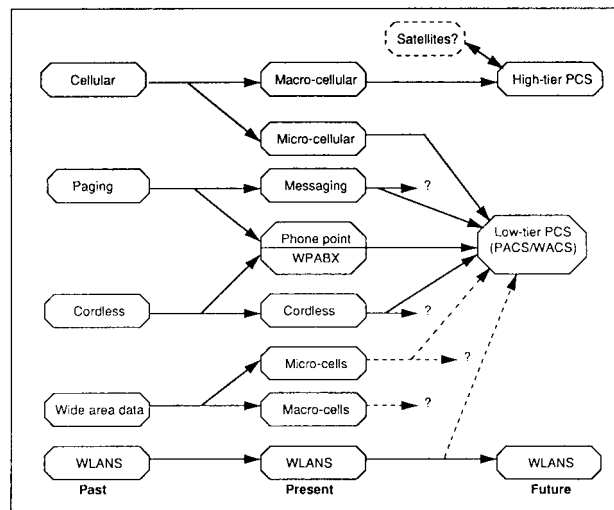 Satellites?
Cellular
Macro-cellular
High-tier PCS
Micro-cellular
Paging
Messaging
?
Phone point
WPABX
Low-tier PCS
(PACS/WACS)
Cordless
Cordless
?
Micro-cells
?
Wide area data
Macro-cells
?
WLANS
WLANS
WLANS
Past
Present
Future